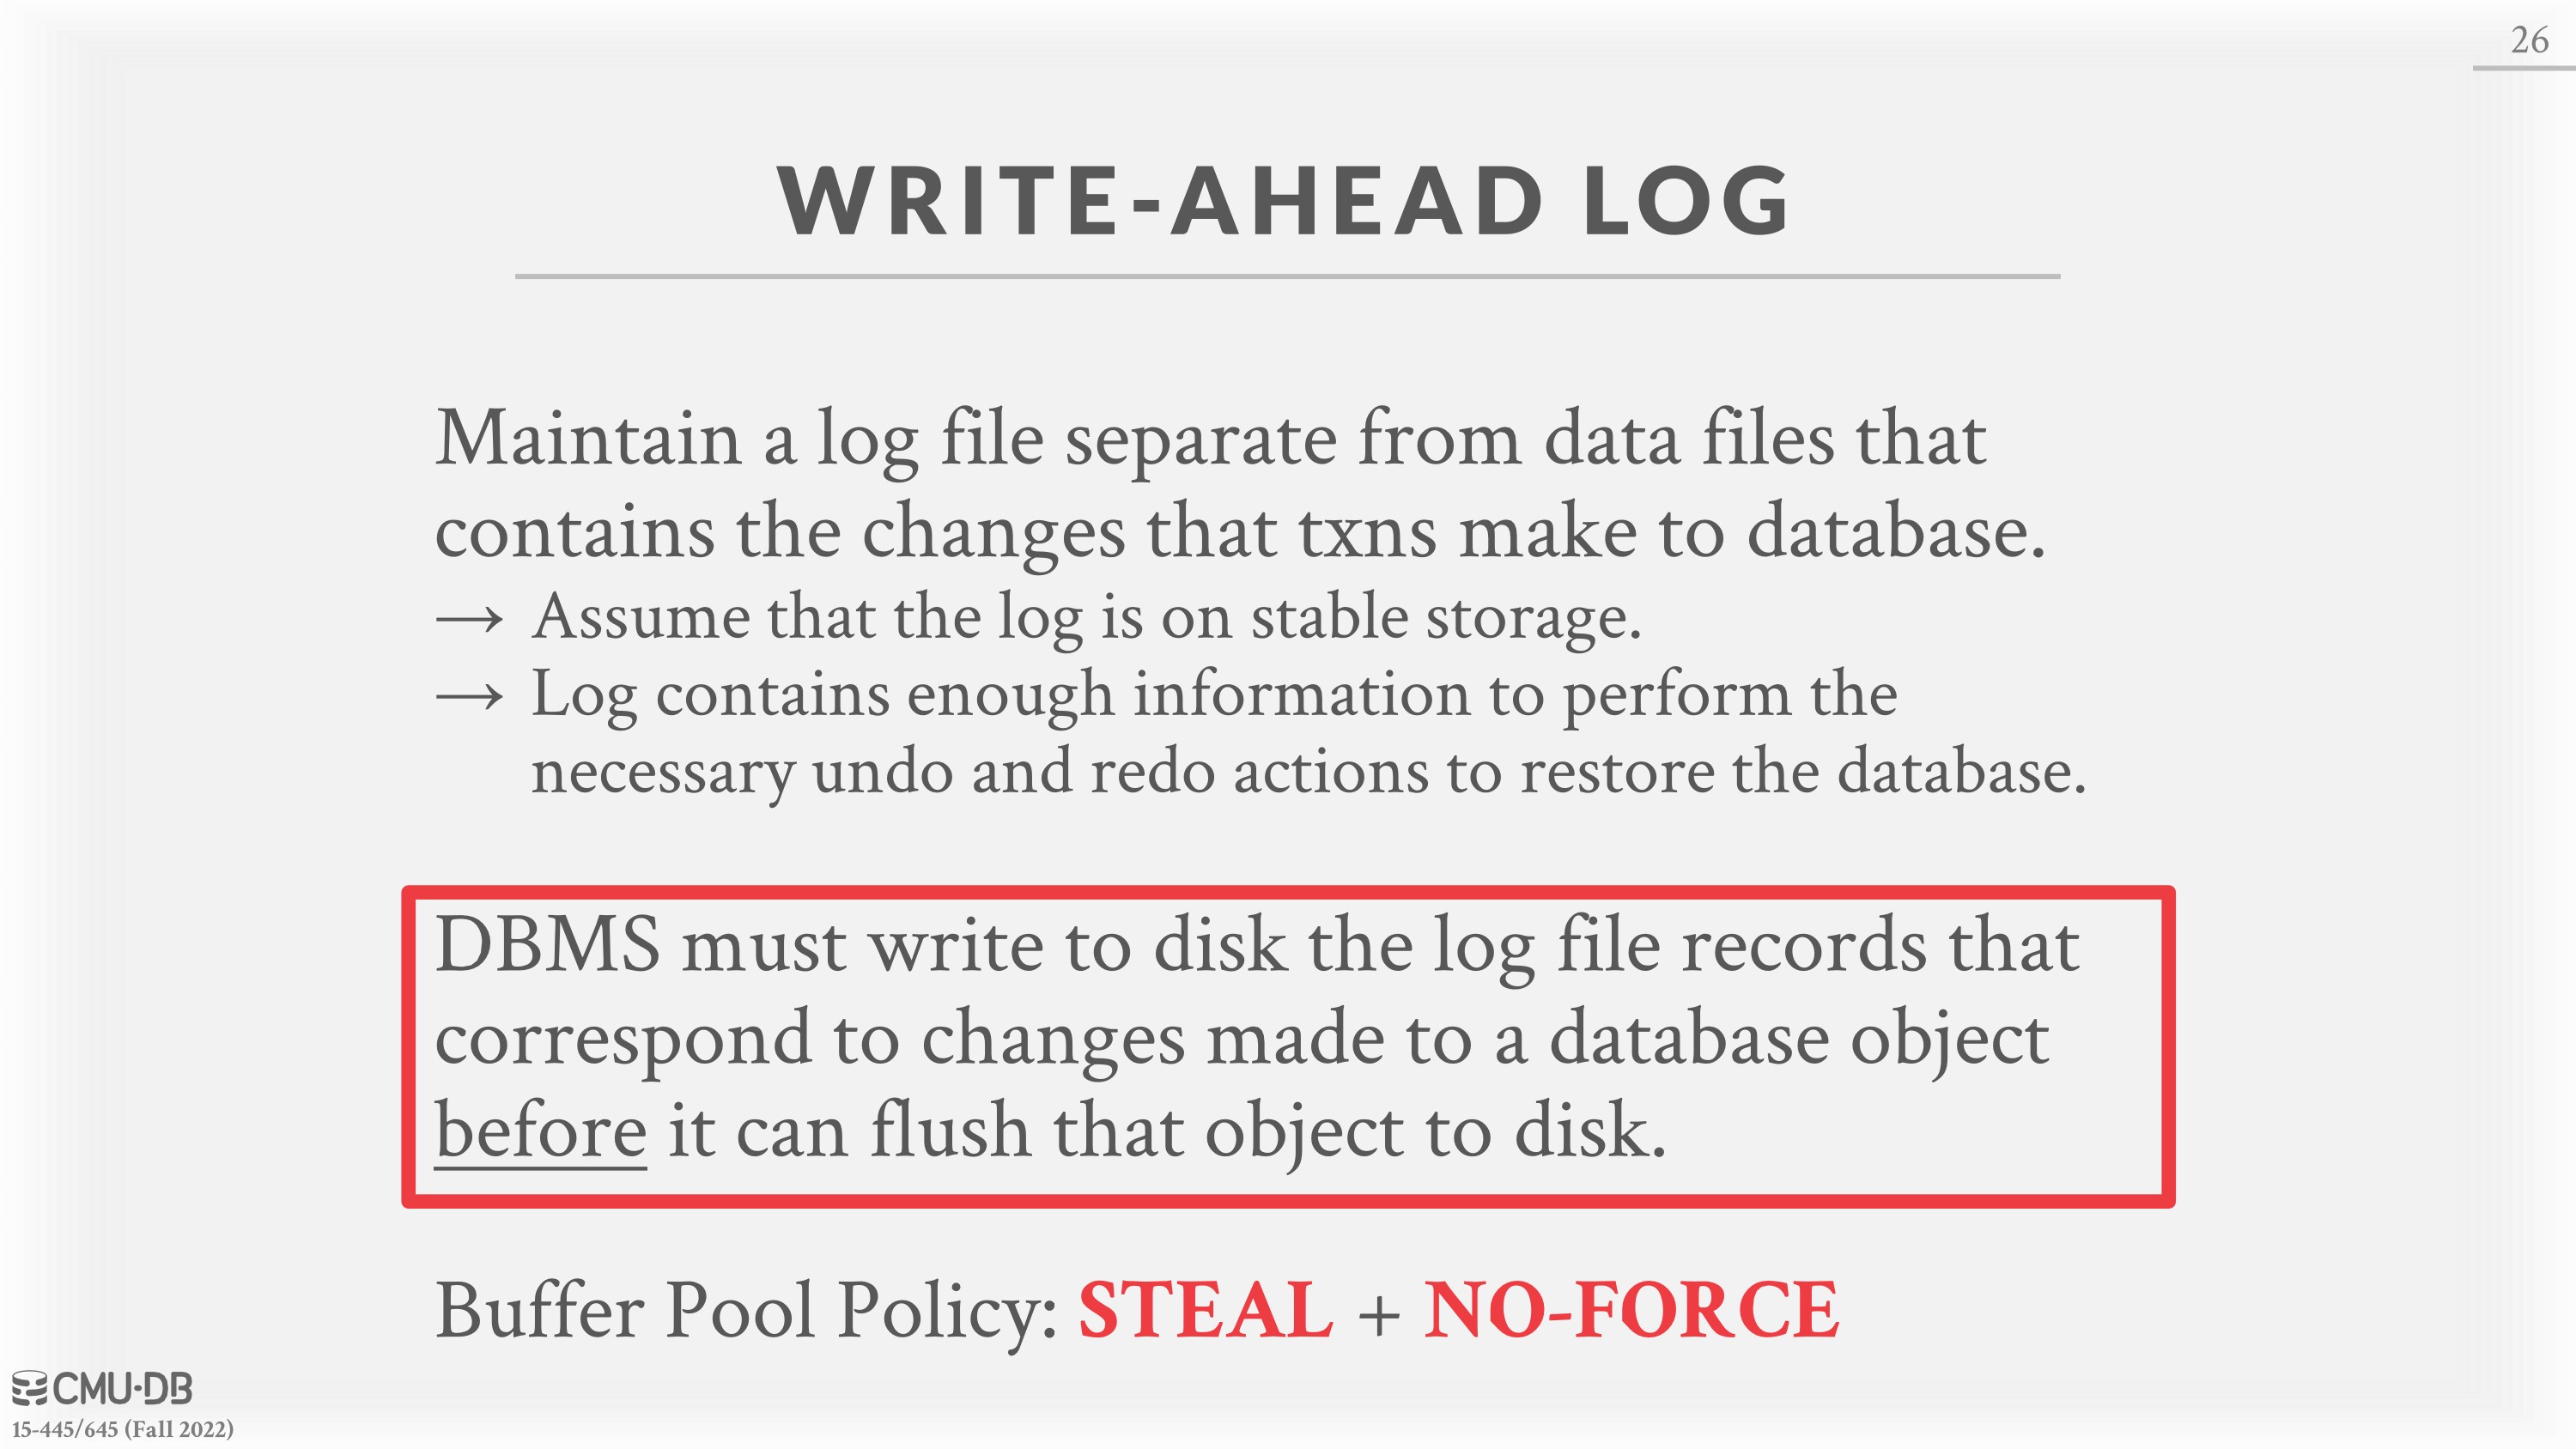 26
WRITE-AHEAD LOG
Maintain a log file separate from data files that
contains the changes that txns make to database.
→ Assume that the log is on stable storage.
→ Log contains enough information to perform the
necessary undo and redo actions to restore the database.
DBMS must write to disk the log file records that
correspond to changes made to a database object
before it can flush that object to disk.
Buffer Pool Policy: STEAL + NO-FORCE
CMU·DB
15-445/645 (Fall 2022)